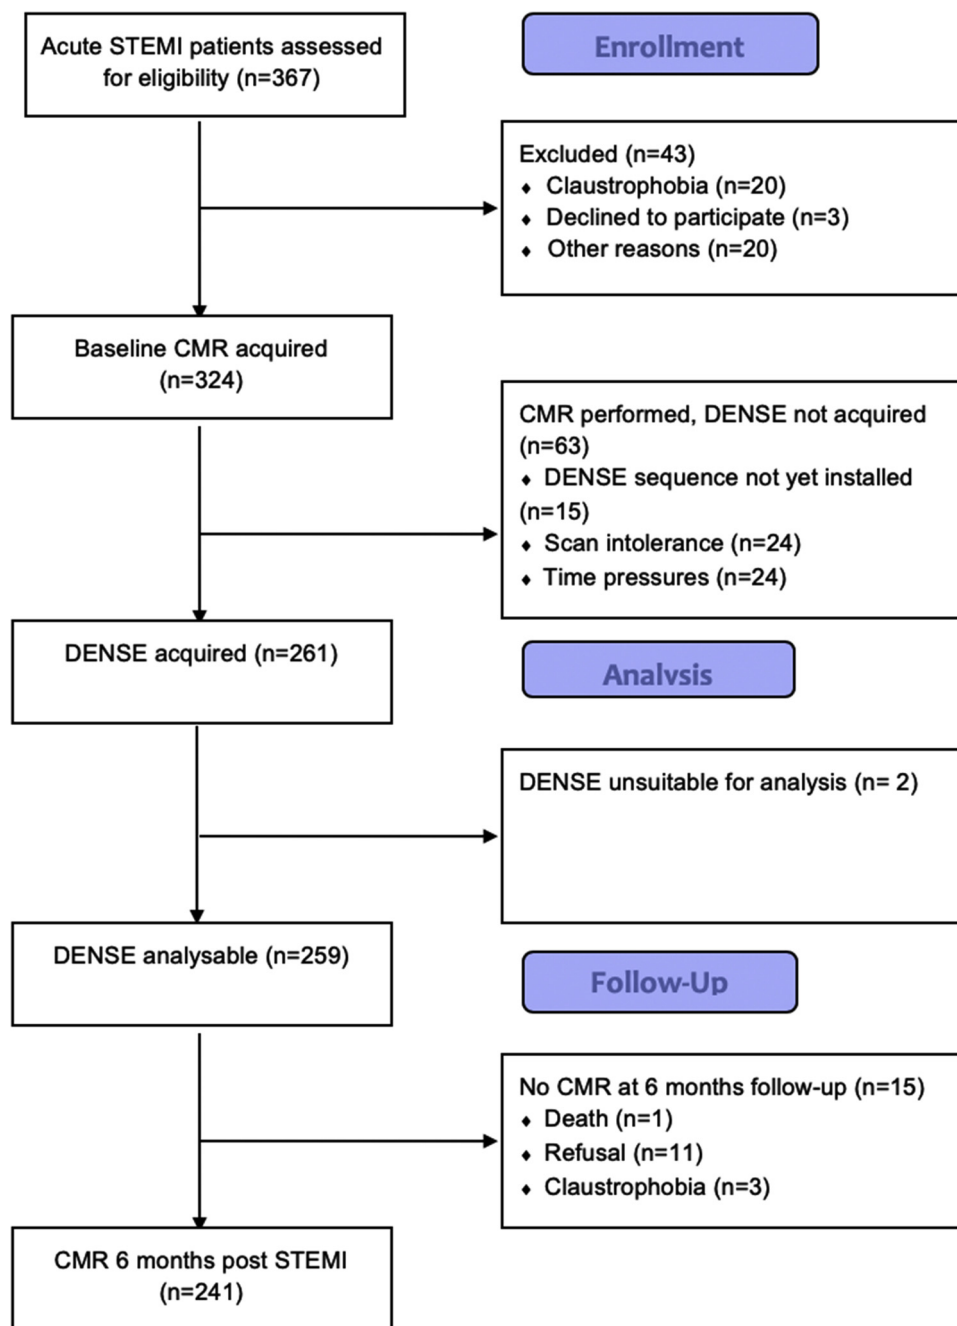 Acute STEMI patients assessed
for eligibility (n=367)
Enrollment
Excluded (n=43)
♦ Claustrophobia (n=20)
♦ Declined to participate (n=3)
♦ Other reasons (n=20)
Baseline CMR acquired
(n=324)
CMR performed, DENSE not acquired
(n=63)
♦ DENSE sequence not yet installed
(n=15)
♦ Scan intolerance (n=24)
♦ Time pressures (n=24)
DENSE acquired (n=261)
Analysis
DENSE unsuitable for analysis (n= 2)
DENSE analysable (n=259)
Follow-Up
No CMR at 6 months follow-up (n=15)
♦ Death (n=1)
♦ Refusal (n=11)
♦ Claustrophobia (n=3)
CMR 6 months post STEMI
(n=241)